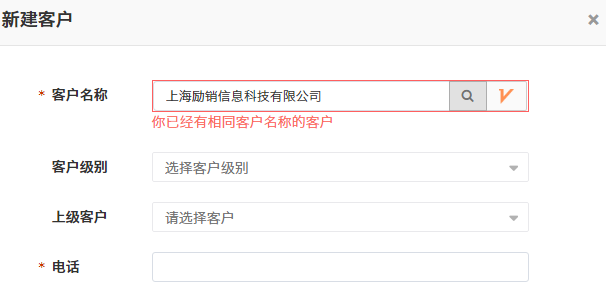 新建客户
* 客户名称
上海励销信息科技有限公司
你已经有相同客户名称的客户
客户级别
选择客户级别
上级客户
请选择客户
* 电话